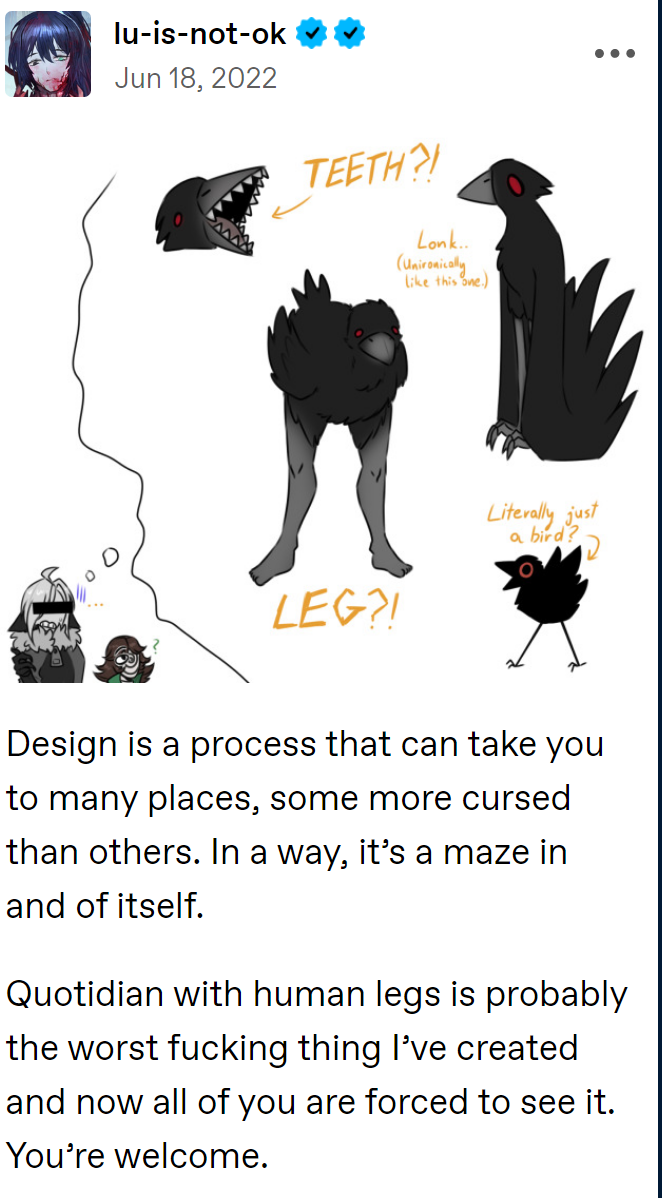 lu-is-not-ok
Jun 18, 2022
TEETH?!
Lonk..
(Unironically
like this one.)
Literally just
a bird?
LEG?!
...
?
Design is a process that can take you
to many places, some more cursed
than others. In a way, it’s a maze in
and of itself.
Quotidian with human legs is probably
the worst fucking thing I’ve created
and now all of you are forced to see it.
You’re welcome.